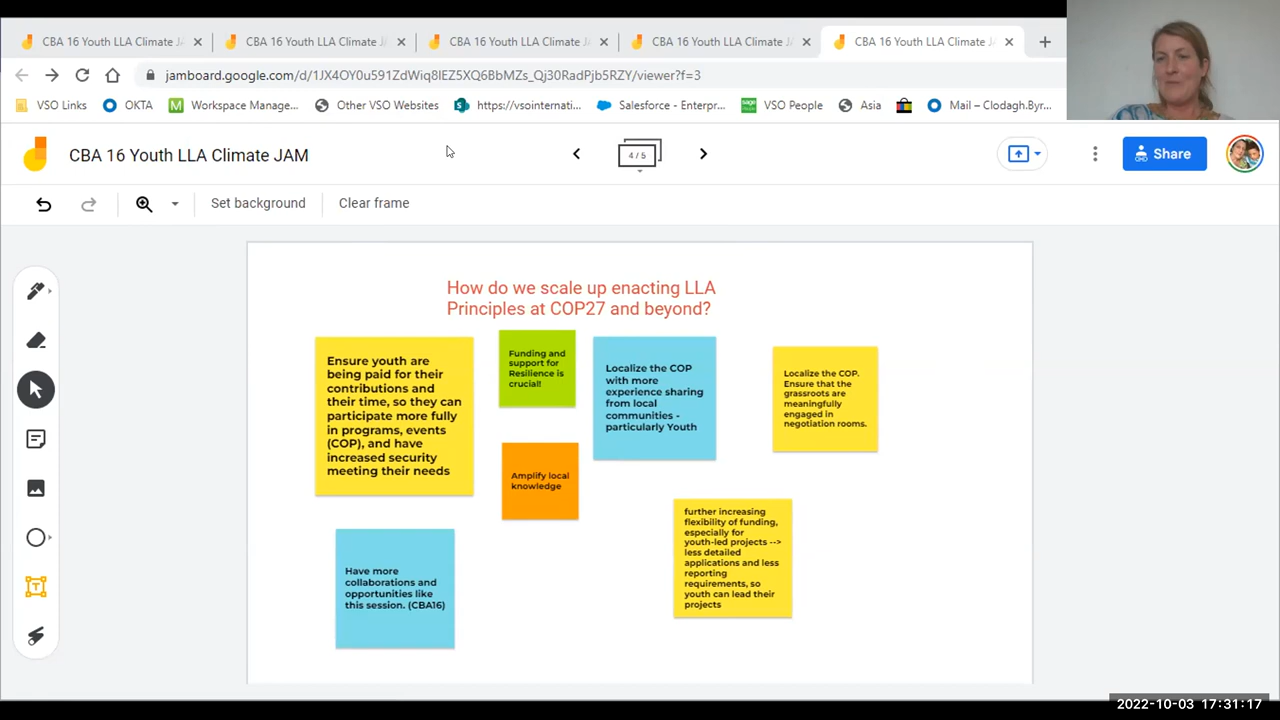 CBA 16 Youth LLA Climate JA
CBA 16 Youth LLA Climate JA
CBA 16 Youth LLA Climate JA
CBA 16 Youth LLA Climate JA
CBA 16 Youth LLA Climate JA
jamboard.google.com/d/1JX4OY0u591ZdWiq8lEZ5XQ6BbMZs_Qj30RadPjb5RZY/viewer?f=3
VSO Links
OKTA
M
Workspace Manage...
Other VSO Websites
S
https://vsointernati...
Salesforce - Enterpr...
sage
People
VSO People
Asia
Mail – Clodagh.Byr...
CBA 16 Youth LLA Climate JAM
4 / 5
Share
Set background
Clear frame
How do we scale up enacting LLA
Principles at COP27 and beyond?
Ensure youth are
being paid for their
contributions and
their time, so they can
participate more fully
in programs, events
(COP), and have
increased security
meeting their needs
Funding and
support for
Resilience is
crucial!
Localize the COP
with more
experience sharing
from local
communities -
particularly Youth
Localize the COP.
Ensure that the
grassroots are
meaningfully
engaged in
negotiation rooms.
Amplify local
knowledge
further increasing
flexibility of funding,
especially for
youth-led projects -->
less detailed
applications and less
reporting
requirements, so
youth can lead their
projects
Have more
collaborations and
opportunities like
this session. (CBA16)
T
2022-10-03 17:31:17